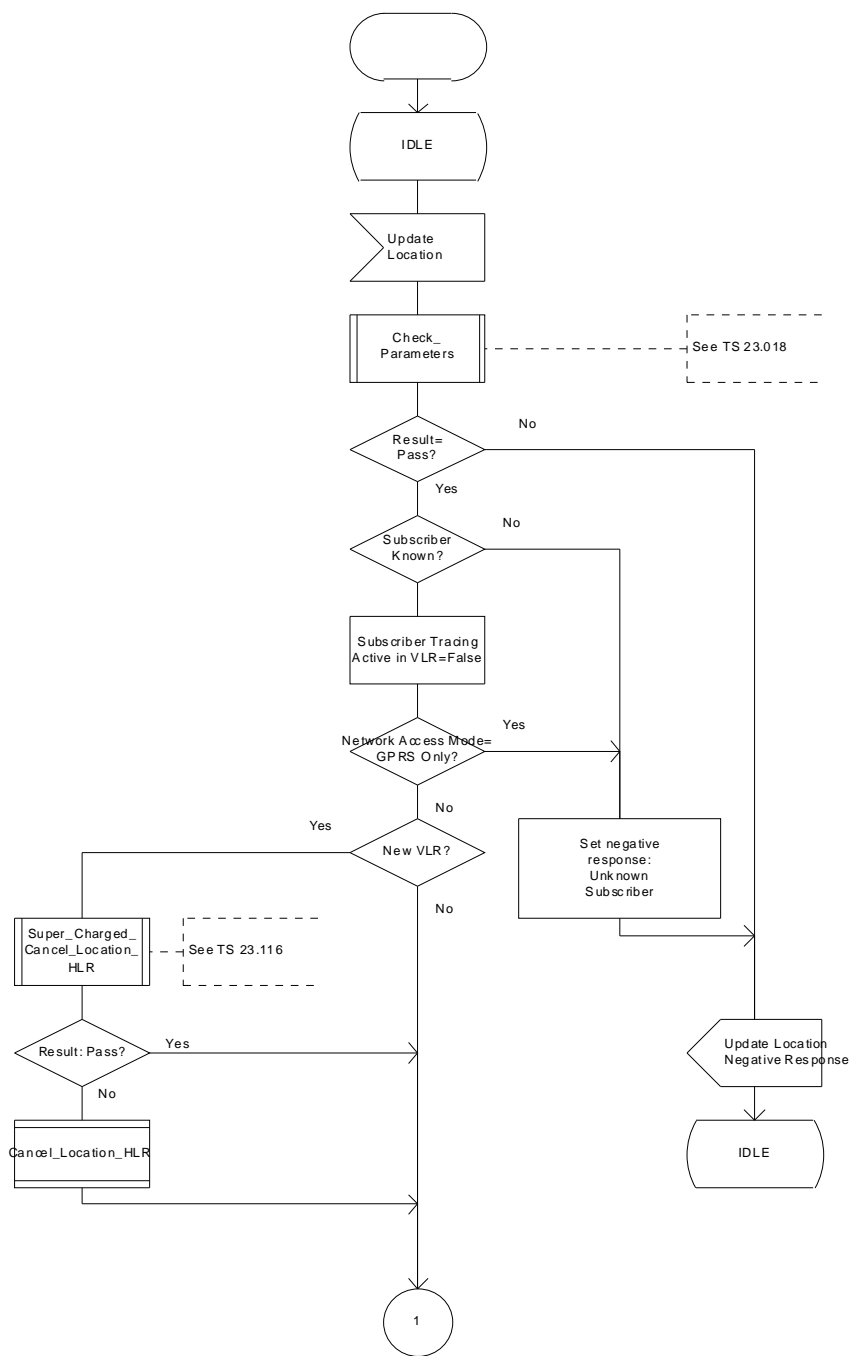 IDLE
Update
Location
Check_
Parameters
See TS 23.018
Result=
Pass?
No
Yes
Subscriber
Known?
No
Subscriber Tracing
Active in VLR=False
Network Access Mode=
GPRS Only?
Yes
No
Yes
New VLR?
Set negative
response:
Unknown
Subscriber
No
Super_Charged_
Cancel_Location_
HLR
See TS 23.116
Result: Pass?
Yes
Update Location
Negative Response
No
Cancel_Location_HLR
IDLE
1